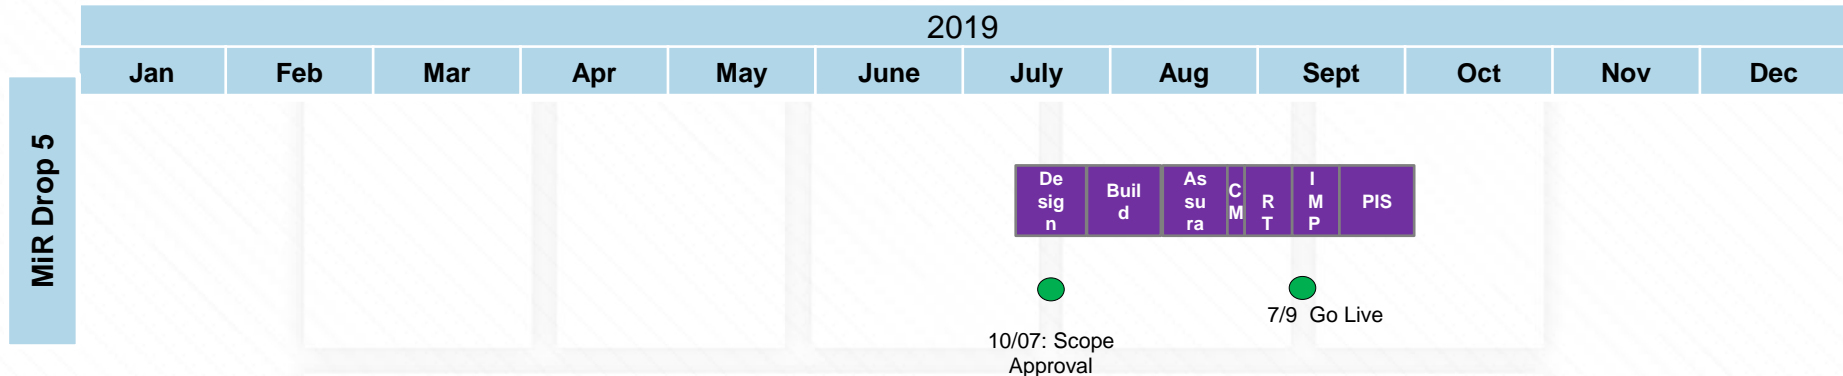 2019
Jan Feb Mar Apr May June July Aug Sept Oct Nov Dec
MiR Drop 5
De
sig
n
Buil
d
As
su
ra
C
M
R
T
I
M
P
PIS
7/9 Go Live
10/07: Scope
Approval